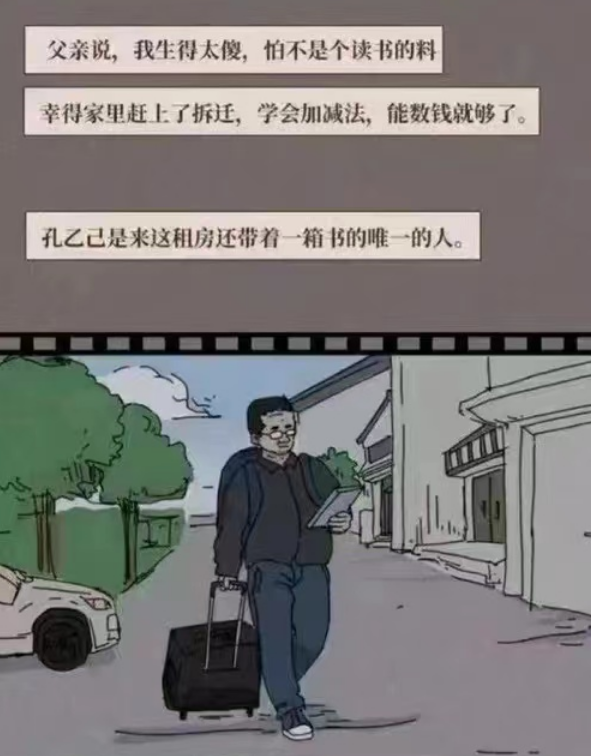 父亲说，我生得太傻，怕不是个读书的料
幸得家里赶上了拆迁，学会加减法，能数钱就够了。
孔乙己是来这租房还带着一箱书的唯一的人。